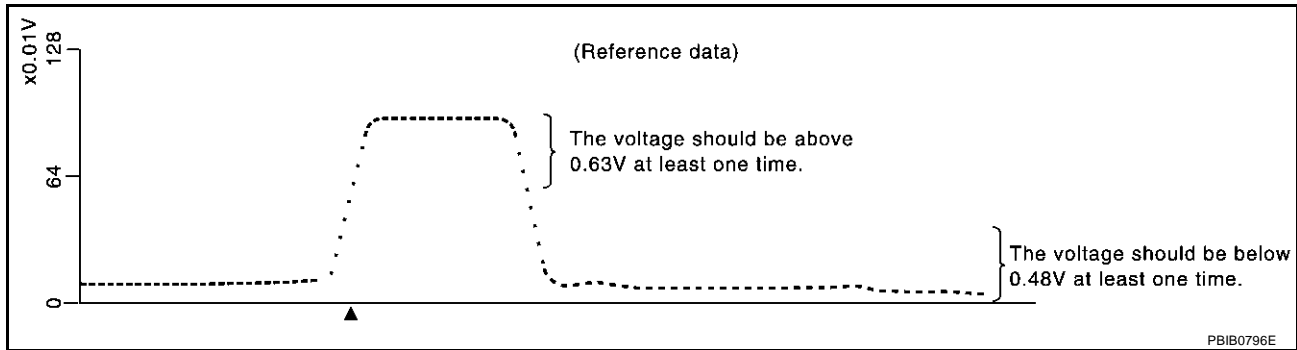 x0.01V
128
(Reference data)
The voltage should be above
0.63V at least one time.
64
The voltage should be below
0.48V at least one time.
0
PBIB0796E